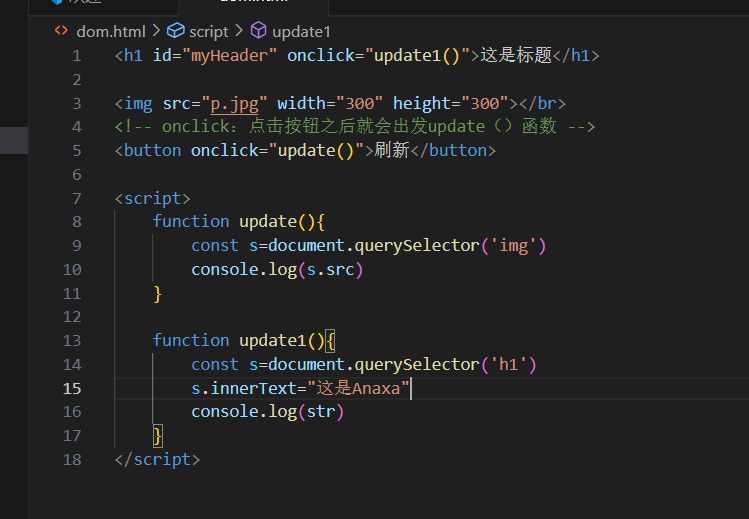 dom.html > script > update1
1 <h1 id="myHeader" onclick="update1()">这是标题</h1>
2
3 <img src="p.jpg" width="300" height="300"></br>
4 <!-- onclick：点击按钮之后就会出发update（）函数 -->
5 <button onclick="update()">刷新</button>
6
7 <script>
8     function update(){
9         const s=document.querySelector('img')
10         console.log(s.src)
11     }
12
13     function update1(){
14         const s=document.querySelector('h1')
15         s.innerText="这是Anaxa"
16         console.log(str)
17     }
18 </script>